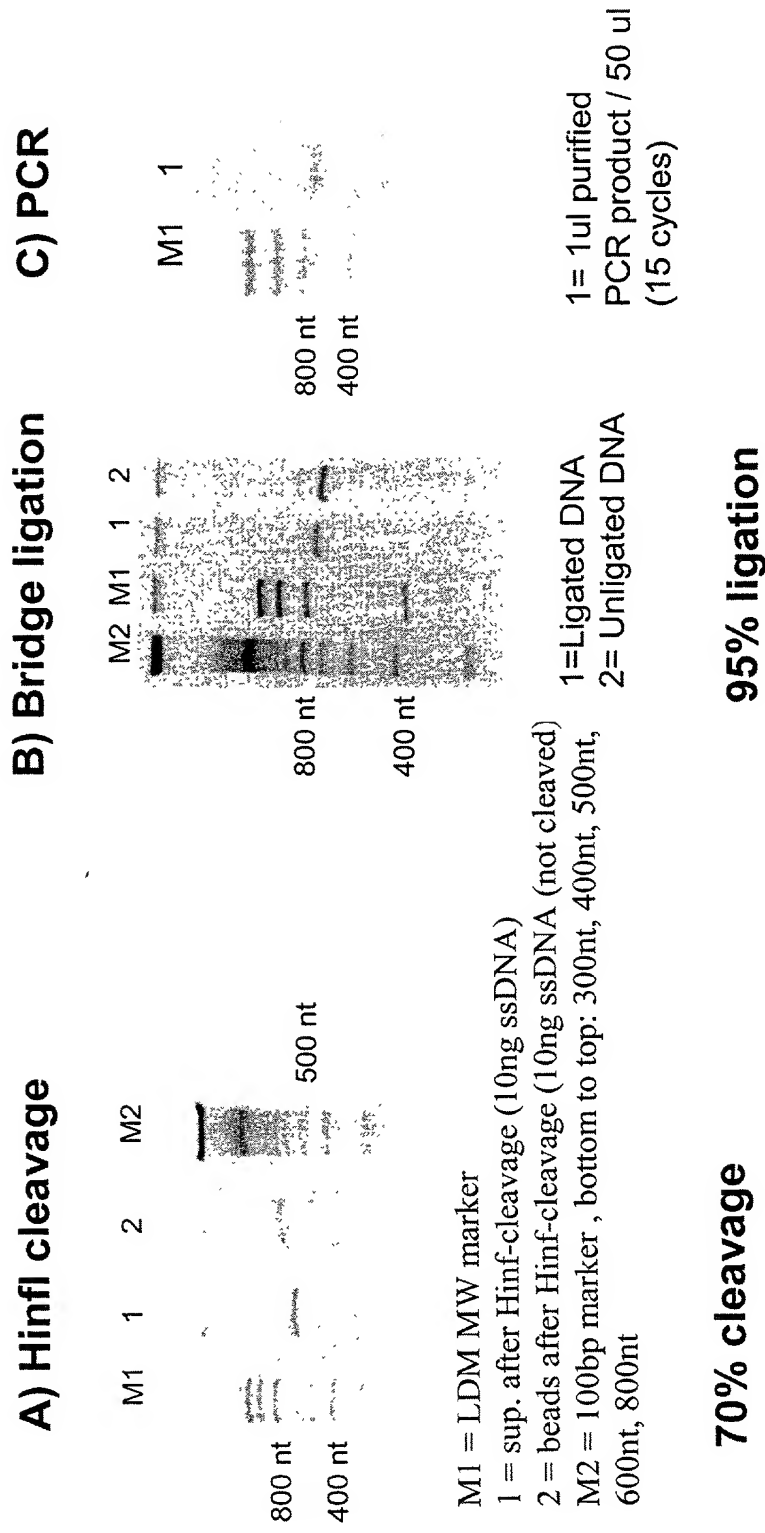 A) HinfI cleavage
M1 1 2 M2
800 nt
400 nt
500 nt
M1 = LDM MW marker
1 = sup. after Hinf-cleavage (10ng ssDNA)
2 = beads after Hinf-cleavage (10ng ssDNA (not cleaved)
M2 = 100bp marker , bottom to top: 300nt, 400nt, 500nt,
600nt, 800nt
70% cleavage
B) Bridge ligation
M2 M1 1 2
800 nt
400 nt
1=Ligated DNA
2= Unligated DNA
95% ligation
C) PCR
M1 1
800 nt
400 nt
1= 1ul purified
PCR product / 50 ul
(15 cycles)